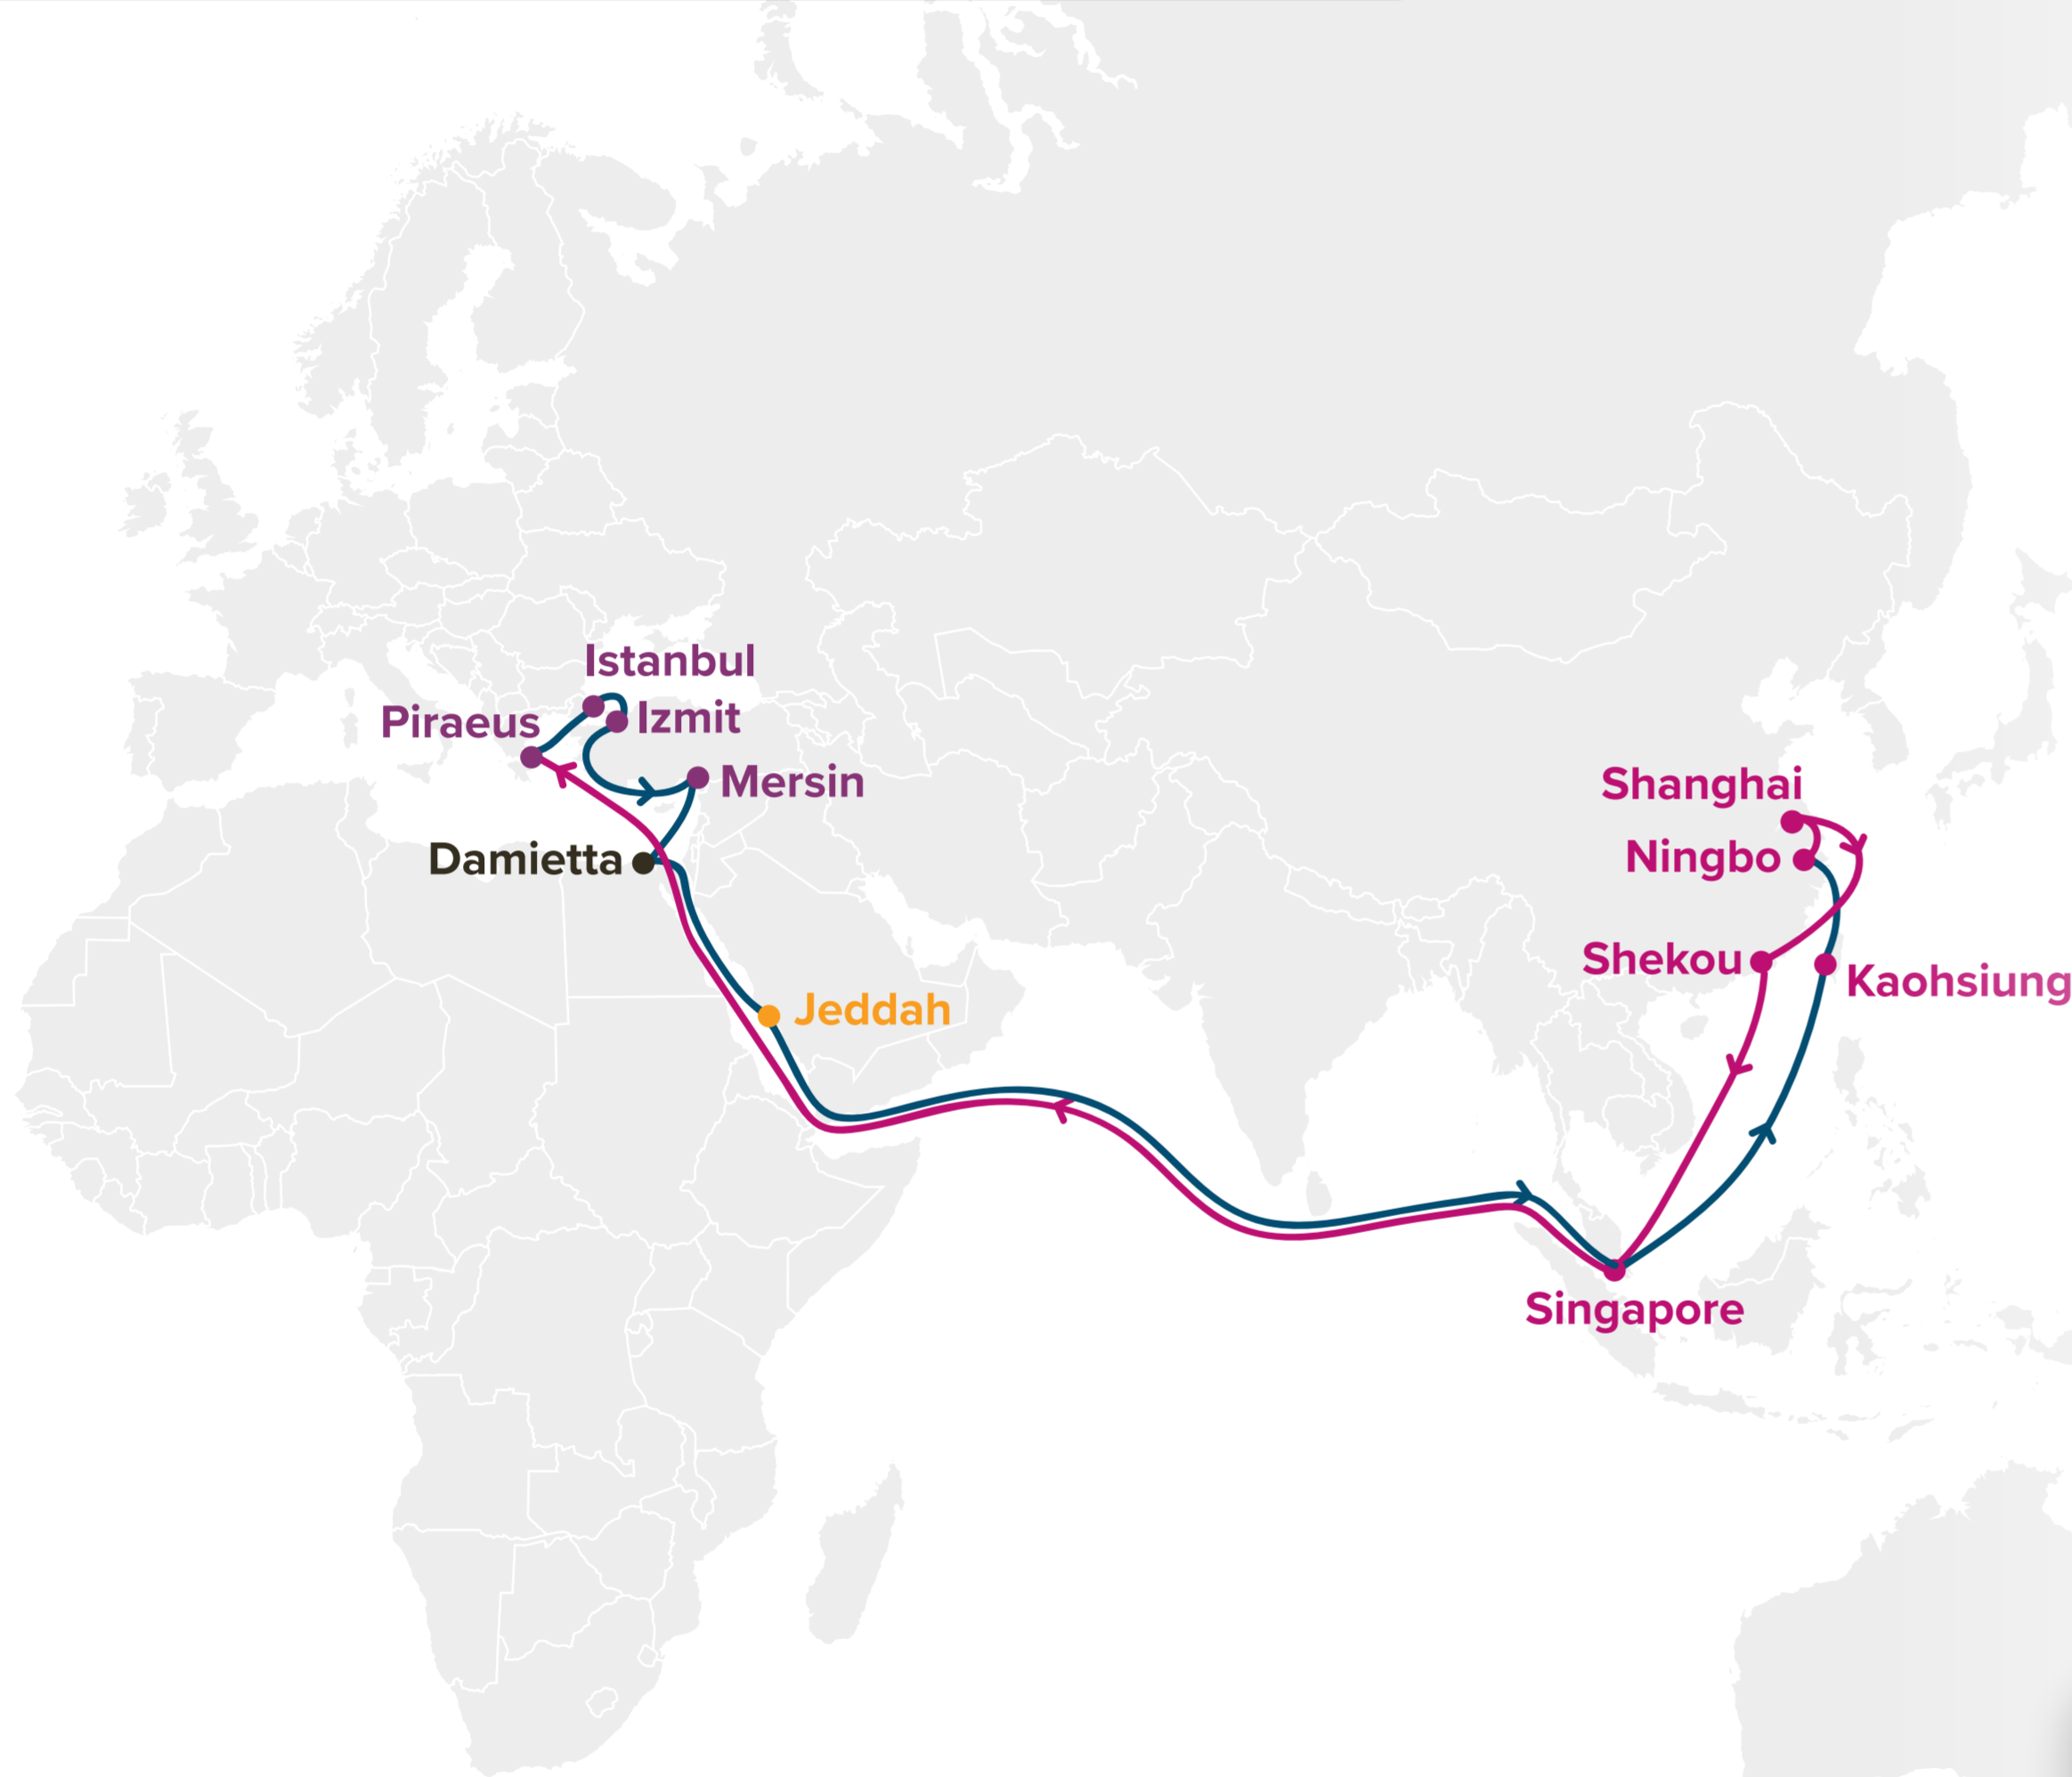 Istanbul
Piraeus
Izmit
Mersin
Shanghai
Damietta
Ningbo
Shekou
Kaohsiung
Jeddah
Singapore